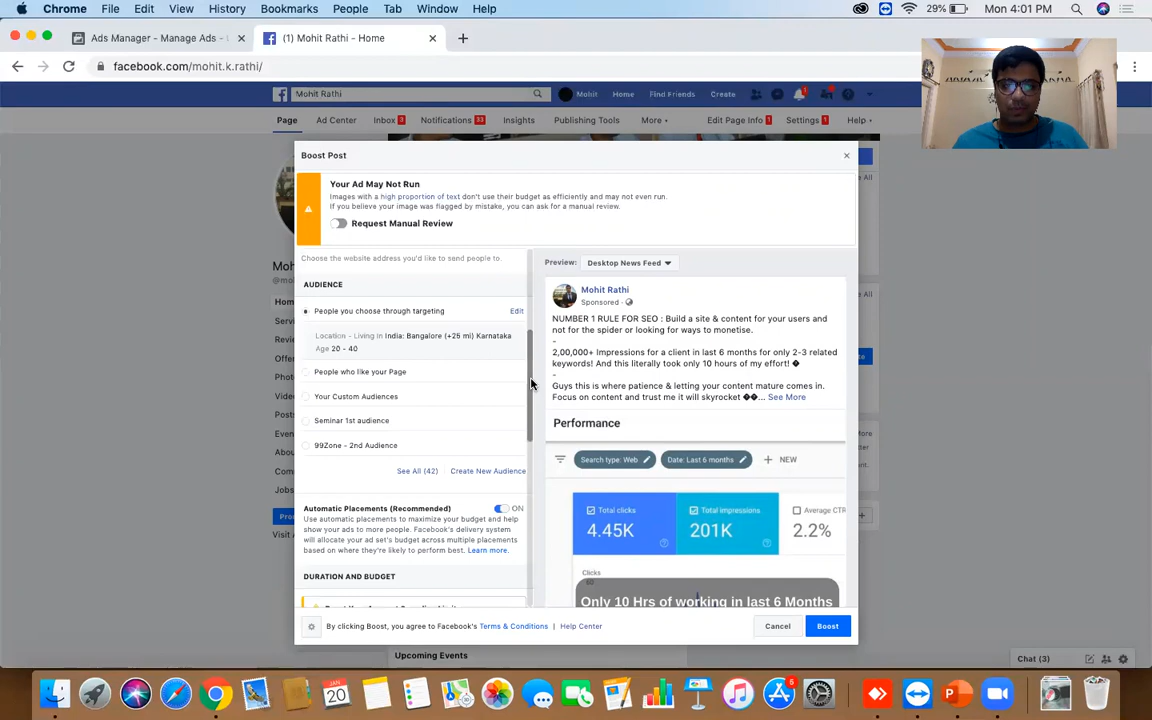 Chrome File Edit View History Bookmarks People Tab Window Help 29% Mon 4:01 PM
Ads Manager - Manage Ads - (1) Mohit Rathi - Home
facebook.com/mohit.k.rathi/
Mohit Rathi Mohit Home Find Friends Create 1
Page Ad Center Inbox 3 Notifications 33 Insights Publishing Tools More Edit Page Info 1 Settings 1 Help
Boost Post
Your Ad May Not Run
Images with a high proportion of text don't use their budget as efficiently and may not even run.
If you believe your image was flagged by mistake, you can ask for a manual review.
Request Manual Review
Choose the website address you'd like to send people to.
AUDIENCE
People you choose through targeting Edit
Location - Living In India: Bangalore (+25 mi) Karnataka
Age 20 - 40
People who like your Page
Your Custom Audiences
Seminar 1st audience
99Zone - 2nd Audience
See All (42) Create New Audience
Automatic Placements (Recommended) ON
Use automatic placements to maximize your budget and help
show your ads to more people. Facebook's delivery system
will allocate your ad set's budget across multiple placements
based on where they're likely to perform best. Learn more.
DURATION AND BUDGET
Preview: Desktop News Feed
Mohit Rathi
Sponsored
NUMBER 1 RULE FOR SEO : Build a site & content for your users and
not for the spider or looking for ways to monetise.
-
2,00,000+ Impressions for a client in last 6 months for only 2-3 related
keywords! And this literally took only 10 hours of my effort! �
-
Guys this is where patience & letting your content mature comes in.
Focus on content and trust me it will skyrocket ��... See More
Performance
Search type: Web Date: Last 6 months + NEW
Total clicks Total impressions Average CTR
4.45K 201K 2.2%
Clicks
60
Only 10 Hrs of working in last 6 Months
By clicking Boost, you agree to Facebook's Terms & Conditions | Help Center
Cancel Boost
Upcoming Events
Chat (3)
JAN
20
5